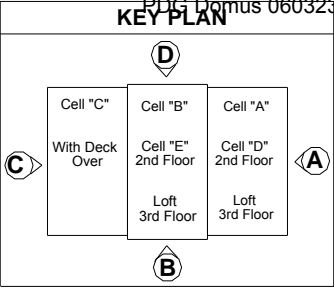 PDG Domus 060323
KEY PLAN
D
Cell "C"
With Deck
Over
Cell "B"
Cell "E"
2nd Floor
Loft
3rd Floor
Cell "A"
Cell "D"
2nd Floor
Loft
3rd Floor
C
A
B